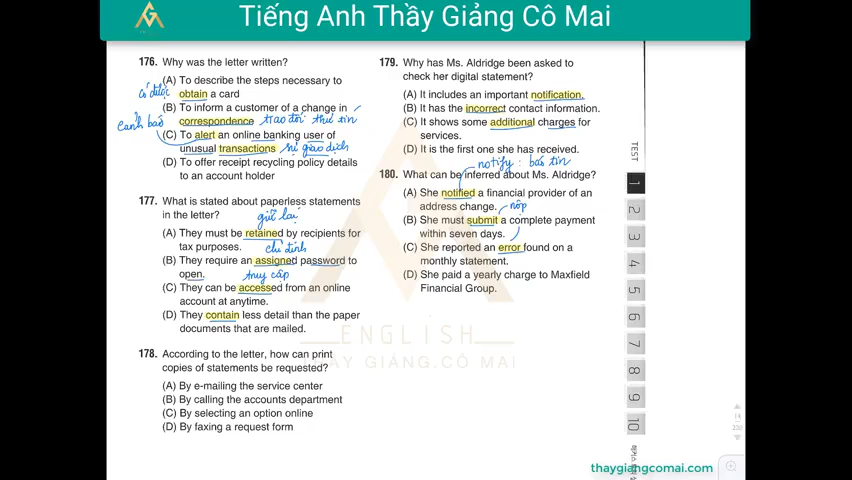 Tiếng Anh Thầy Giảng Cô Mai
176. Why was the letter written?
(A) To describe the steps necessary to
có được
obtain a card
(B) To inform a customer of a change in
correspondence trao đổi thư tín
cảnh báo
(C) To alert an online banking user of
unusual transactions sự giao dịch
(D) To offer receipt recycling policy details
to an account holder
177. What is stated about paperless statements
in the letter?
giữ lại
(A) They must be retained by recipients for
tax purposes.
chỉ định
(B) They require an assigned password to
open.
truy cập
(C) They can be accessed from an online
account at anytime.
(D) They contain less detail than the paper
documents that are mailed.
178. According to the letter, how can print
copies of statements be requested?
(A) By e-mailing the service center
(B) By calling the accounts department
(C) By selecting an option online
(D) By faxing a request form
179. Why has Ms. Aldridge been asked to
check her digital statement?
(A) It includes an important notification.
(B) It has the incorrect contact information.
(C) It shows some additional charges for
services.
(D) It is the first one she has received.
notify : báo tin
180. What can be inferred about Ms. Aldridge?
(A) She notified a financial provider of an
address change.
nộp
(B) She must submit a complete payment
within seven days.
(C) She reported an error found on a
monthly statement.
(D) She paid a yearly charge to Maxfield
Financial Group.
ENGLISH
THẦY GIẢNG.CÔ MAI
TEST
1
2
3
4
5
6
7
8
9
10
14
thaygiangcomai.com